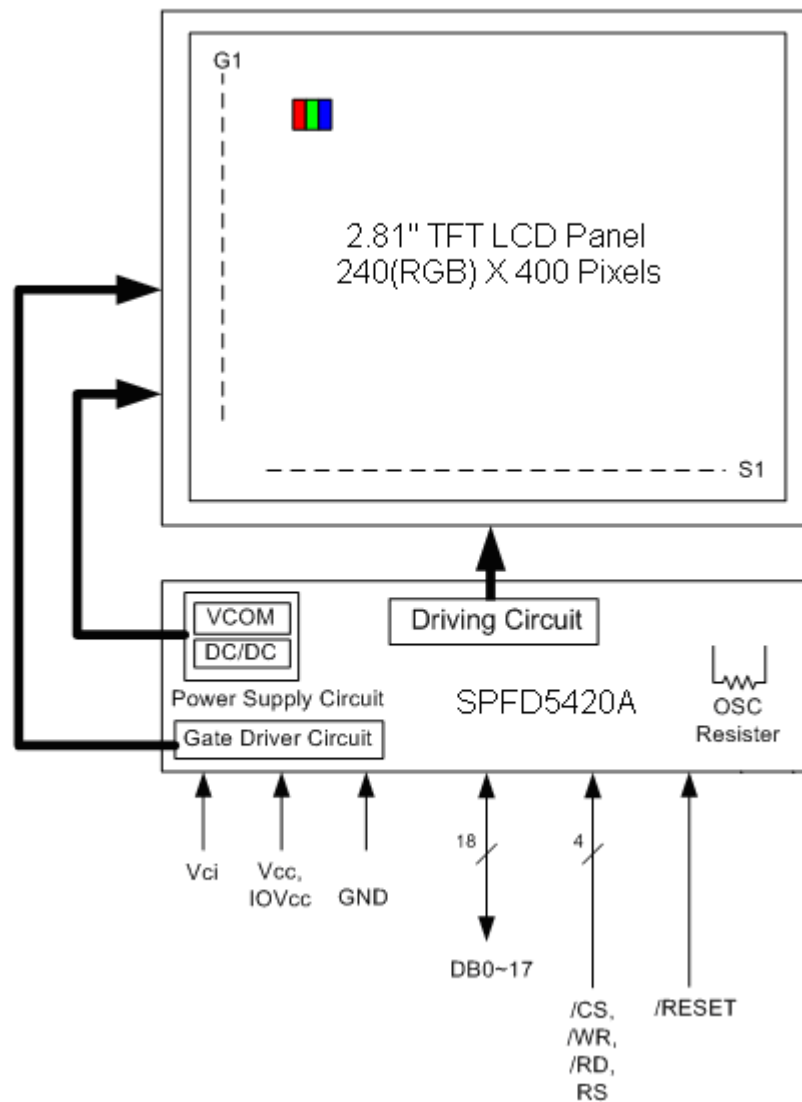 G1
2.81" TFT LCD Panel
240(RGB) X 400 Pixels
S1
VCOM
DC/DC
Driving Circuit
Power Supply Circuit
SPFD5420A
OSC
Resister
Gate Driver Circuit
18
4
Vci
Vcc,
IOVcc
GND
DB0~17
/CS,
/WR,
/RD,
RS
/RESET